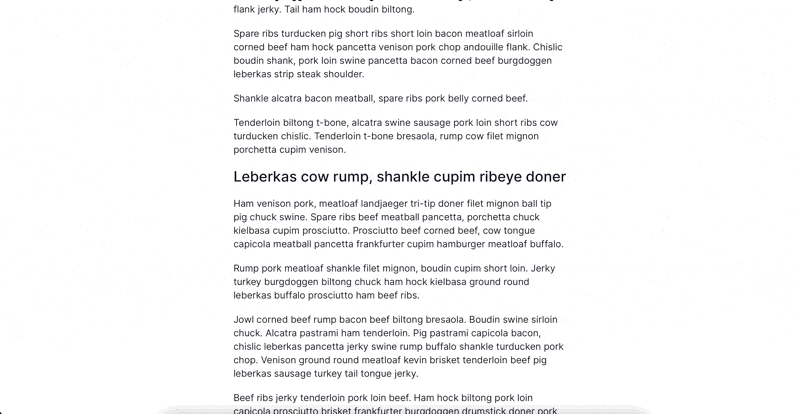 flank jerky. Tail ham hock boudin biltong.
Spare ribs turducken pig short ribs short loin bacon meatloaf sirloin
corned beef ham hock pancetta venison pork chop andouille flank. Chislic
boudin shank, pork loin swine pancetta bacon corned beef burgdoggen
leberkas strip steak shoulder.
Shankle alcatra bacon meatball, spare ribs pork belly corned beef.
Tenderloin biltong t-bone, alcatra swine sausage pork loin short ribs cow
turducken chislic. Tenderloin t-bone bresaola, rump cow filet mignon
porchetta cupim venison.
Leberkas cow rump, shankle cupim ribeye doner
Ham venison pork, meatloaf landjaeger tri-tip doner filet mignon ball tip
pig chuck swine. Spare ribs beef meatball pancetta, porchetta chuck
kielbasa cupim prosciutto. Prosciutto beef corned beef, cow tongue
capicola meatball pancetta frankfurter cupim hamburger meatloaf buffalo.
Rump pork meatloaf shankle filet mignon, boudin cupim short loin. Jerky
turkey burgdoggen biltong chuck ham hock kielbasa ground round
leberkas buffalo prosciutto ham beef ribs.
Jowl corned beef rump bacon beef biltong bresaola. Boudin swine sirloin
chuck. Alcatra pastrami ham tenderloin. Pig pastrami capicola bacon,
chislic leberkas pancetta jerky swine rump buffalo shankle turducken pork
chop. Venison ground round meatloaf kevin brisket tenderloin beef pig
leberkas sausage turkey tail tongue jerky.
Beef ribs jerky tenderloin pork loin beef. Ham hock biltong pork loin
capicola prosciutto brisket frankfurter burgdoggen drumstick doner pork